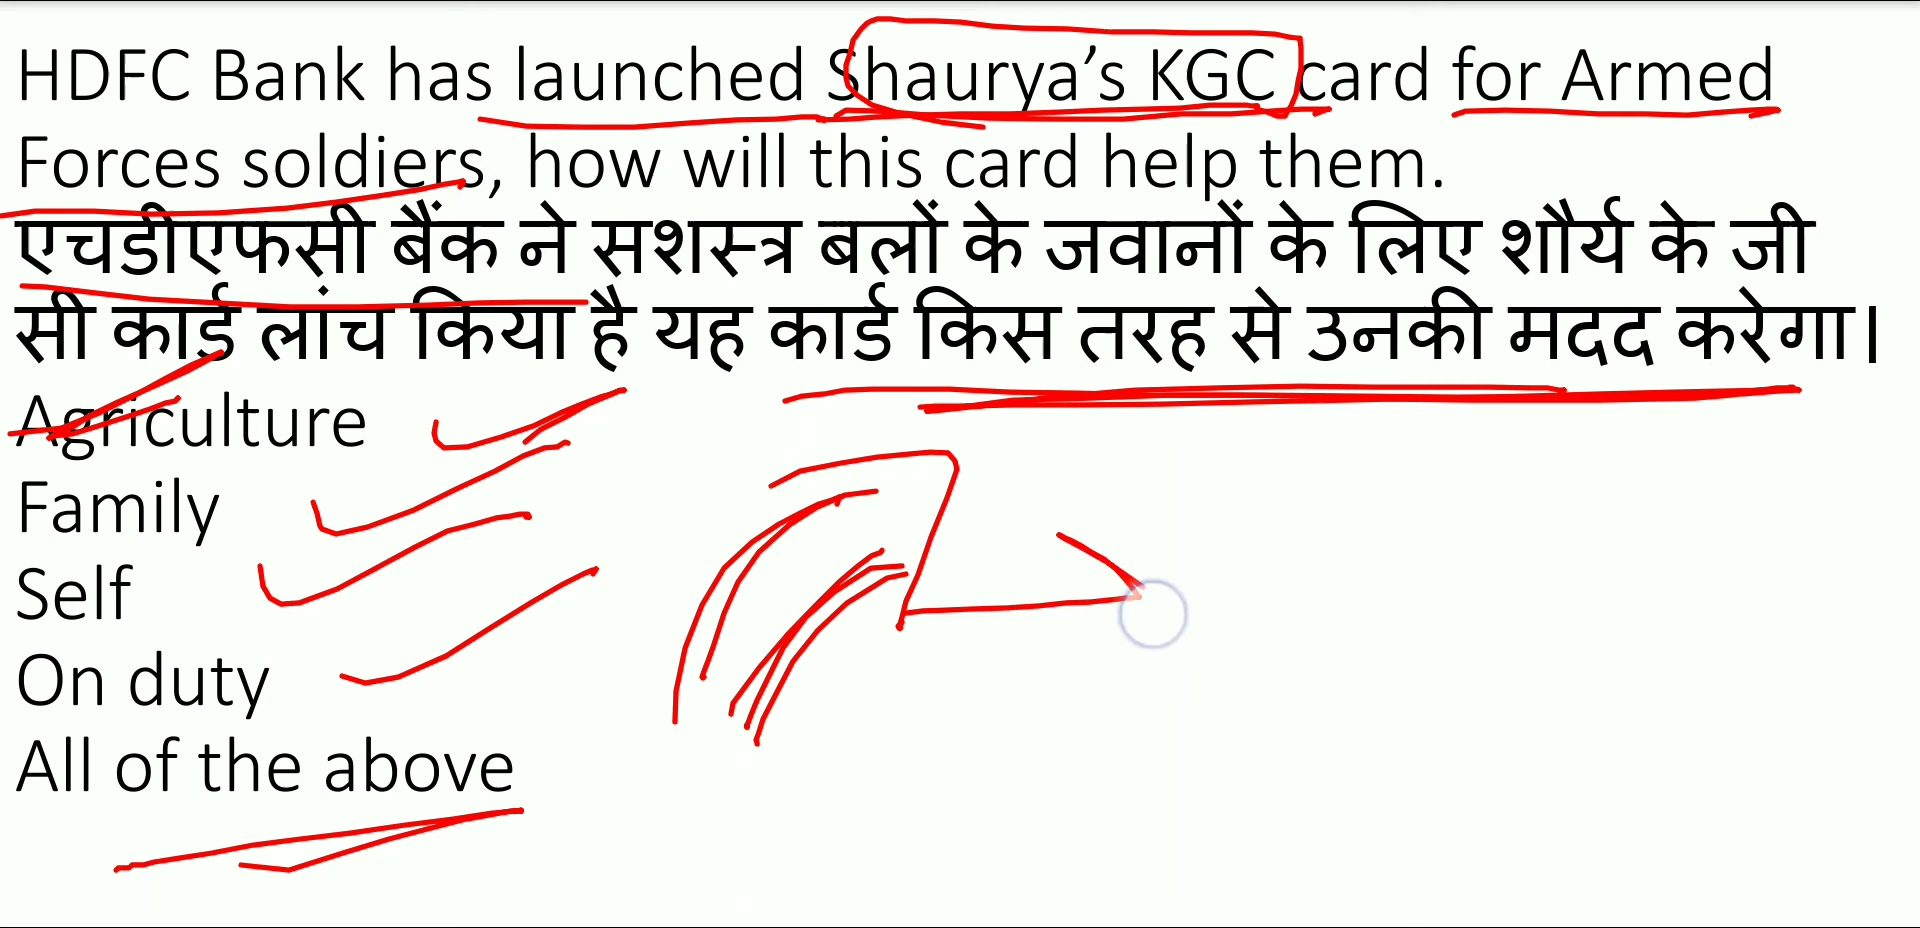 HDFC Bank has launched Shaurya’s KGC card for Armed
Forces soldiers, how will this card help them.
एचडीएफसी बैंक ने सशस्त्र बलों के जवानों के लिए शौर्य के जी
सी कार्ड लांच किया है यह कार्ड किस तरह से उनकी मदद करेगा।
Agriculture
Family
Self
On duty
All of the above